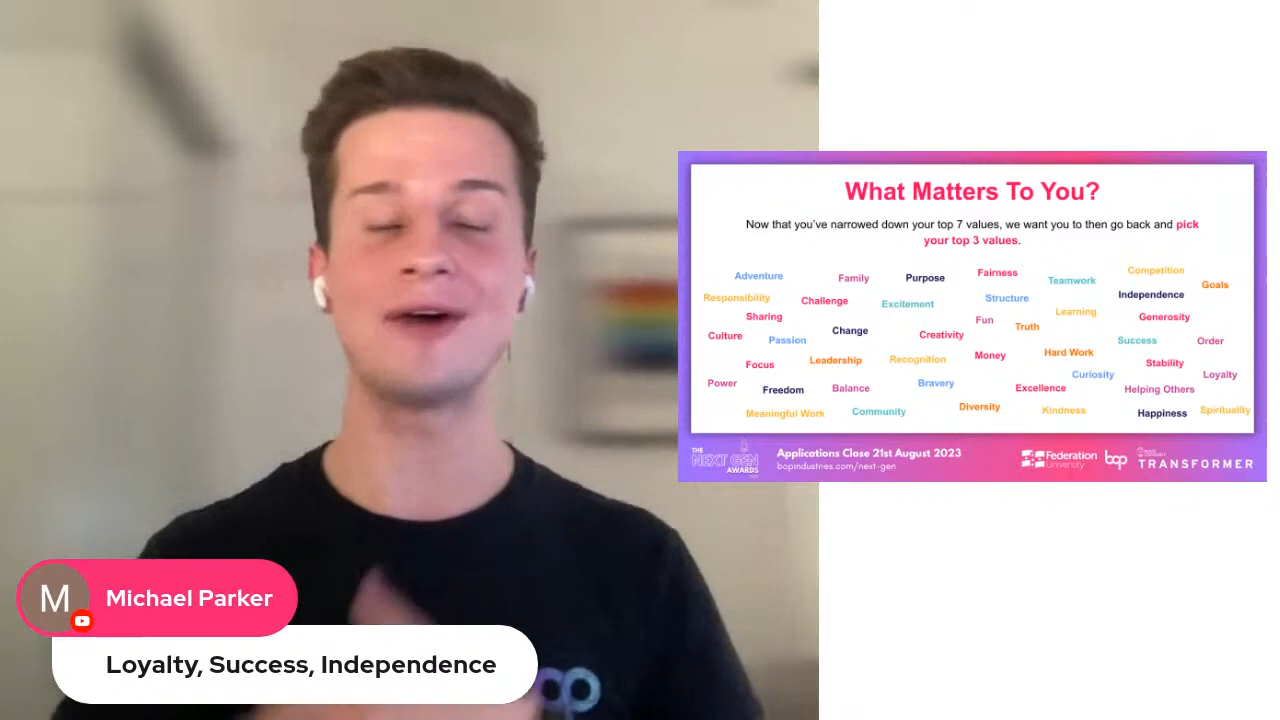 What Matters To You?
Now that you've narrowed down your top 7 values, we want you to then go back and pick
your top 3 values.
Adventure Family Purpose Fairness Teamwork Competition Goals
Responsibility Challenge Excitement Structure Independence
Sharing Fun Truth Learning Generosity
Culture Passion Change Creativity Success Order
Focus Leadership Recognition Money Hard Work Stability
Power Freedom Balance Bravery Excellence Curiosity Helping Others Loyalty
Meaningful Work Community Diversity Kindness Happiness Spirituality
THE
NEXT GEN
AWARDS
Applications Close 21st August 2023
bopindustries.com/next-gen
Federation
University
bop
TRANSFORMER
M
Michael Parker
Loyalty, Success, Independence